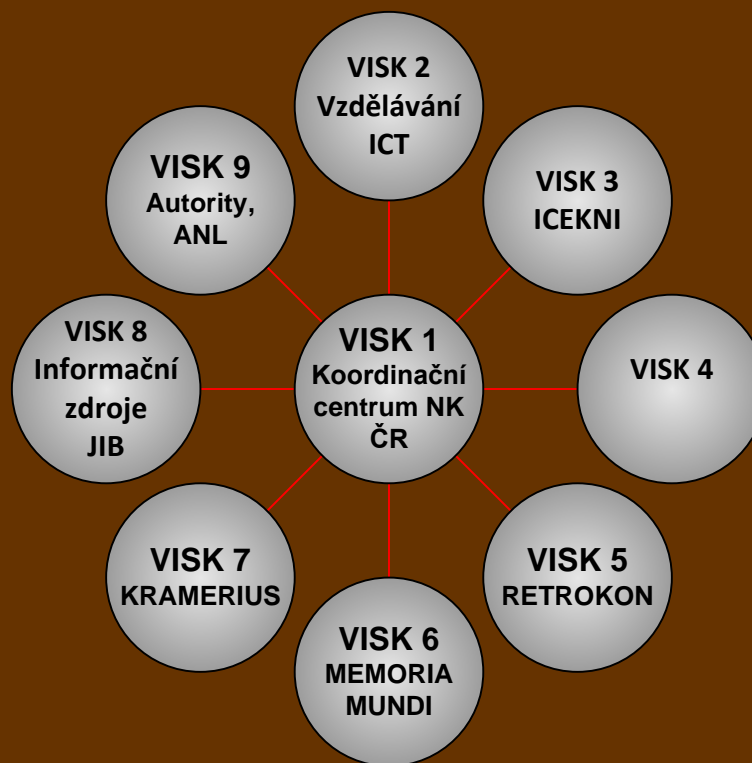 VISK 2
Vzdělávání
ICT
VISK 9
Autority,
ANL
VISK 3
ICEKNI
VISK 8
Informační
zdroje
JIB
VISK 1
Koordinační
centrum NK
ČR
VISK 4
VISK 7
KRAMERIUS
VISK 5
RETROKON
VISK 6
MEMORIA
MUNDI